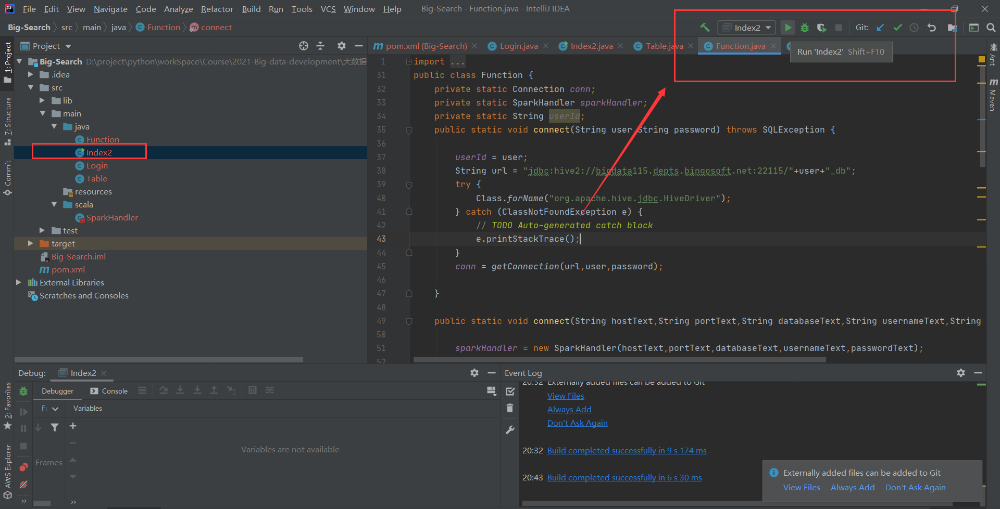 File Edit View Navigate Code Analyze Refactor Build Run Tools VCS Window Help Big-Search - Function.java - IntelliJ IDEA
Big-Search src main java Function connect Index2 Git:
Project
pom.xml (Big-Search) Login.java Index2.java Table.java Function.java
Run 'Index2' Shift+F10
Big-Search D:\project\python\workSpace\Course\2021-Big-data-development\大数据
.idea
src
lib
main
java
Function
Index2
Login
Table
resources
scala
SparkHandler
test
target
Big-Search.iml
pom.xml
External Libraries
Scratches and Consoles
1: Project
7: Structure
Commit
2: Favorites
AWS Explorer
Ant
Maven
1 import ...
31 public class Function {
32 private static Connection conn;
33 private static SparkHandler sparkHandler;
34 private static String userId;
35 public static void connect(String user String password) throws SQLException {
36
37 userId = user;
38 String url = "jdbc:hive2://bigdata115.depts.bingosoft.net:22115/"+user+"_db";
39 try {
40 Class.forName("org.apache.hive.jdbc.HiveDriver");
41 } catch (ClassNotFoundException e) {
42 // TODO Auto-generated catch block
43 e.printStackTrace();
44 }
45 conn = getConnection(url,user,password);
46
47 }
48
49 public static void connect(String hostText,String portText,String databaseText,String usernameText,String
50
51 sparkHandler = new SparkHandler(hostText,portText,databaseText,usernameText,passwordText);
52
Debug: Index2
Debugger Console
Fr Variables
Frames
Variables are not available
Event Log
20:32 Externally added files can be added to Git
View Files
Always Add
Don't Ask Again
20:32 Build completed successfully in 9 s 174 ms
20:43 Build completed successfully in 6 s 30 ms
Externally added files can be added to Git
View Files Always Add Don't Ask Again